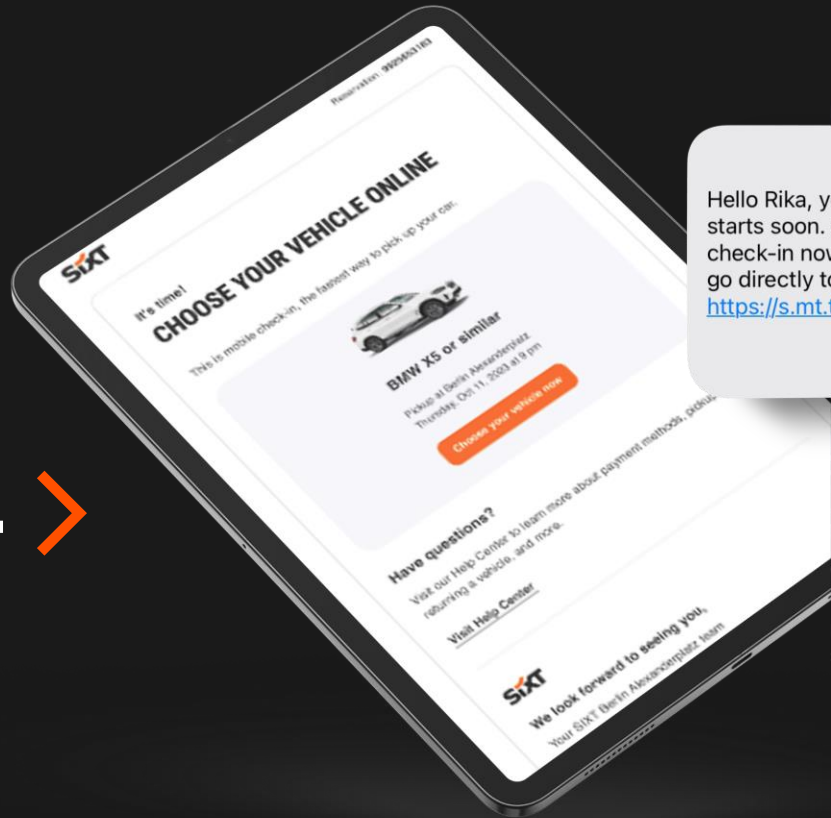 Reservation: 9925453183
SIXT
It's time!
CHOOSE YOUR VEHICLE ONLINE
This is mobile check-in, the fastest way to pick up your car.
BMW X5 or similar
Pickup at Berlin Alexanderplatz
Thursday, Oct 11, 2023 at 9 pm
Choose your vehicle now
Have questions?
Visit our Help Center to learn more about payment methods,
returning a vehicle, and more.
Visit Help Center
SIXT
We look forward to seeing you,
Your SIXT Berlin Alexanderplatz team
Hello Rika,
starts soon.
check-in
go directly
https://s.mt.